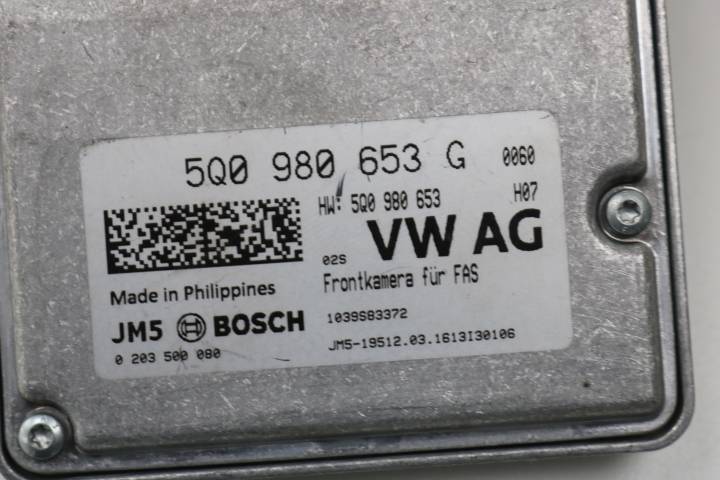 5Q0 980 653 G 0060
HW: 5Q0 980 653 H07
02S VW AG
Frontkamera für FAS
Made in Philippines
1039S83372
JM5 BOSCH
0 203 500 080
JM5-19512.03.1613I30106